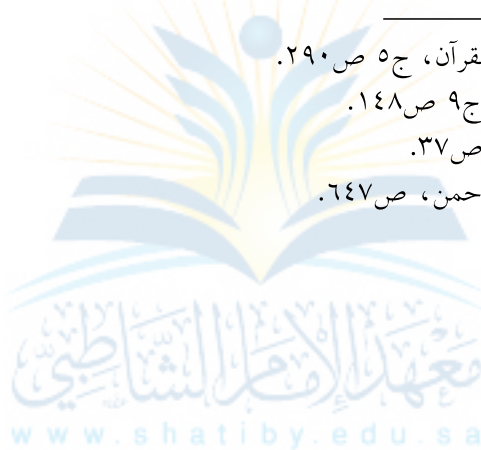 قرآن، ج٥ ص٢٩٠.
ج٩ ص١٤٨.
ص٣٧.
حمن، ص٦٤٧.
معهد الإمام الشاطبي
www.shatiby.edu.sa